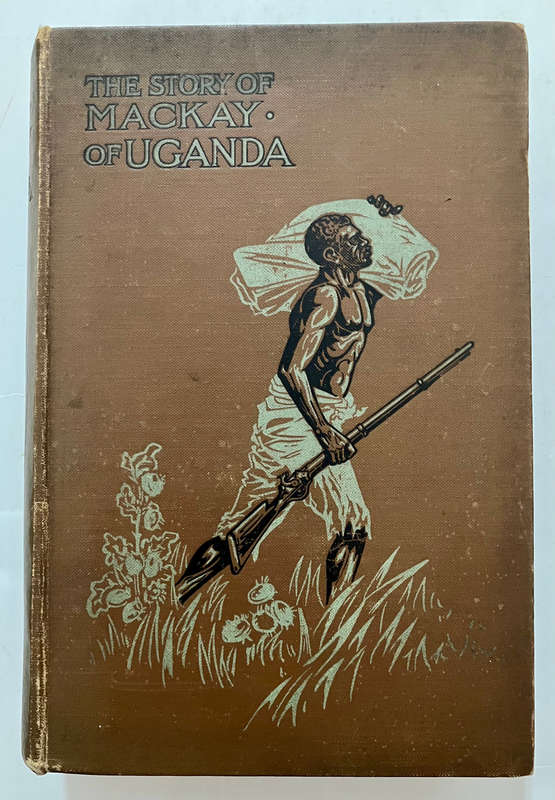 THE STORY OF
MACKAY ·
OF UGANDA